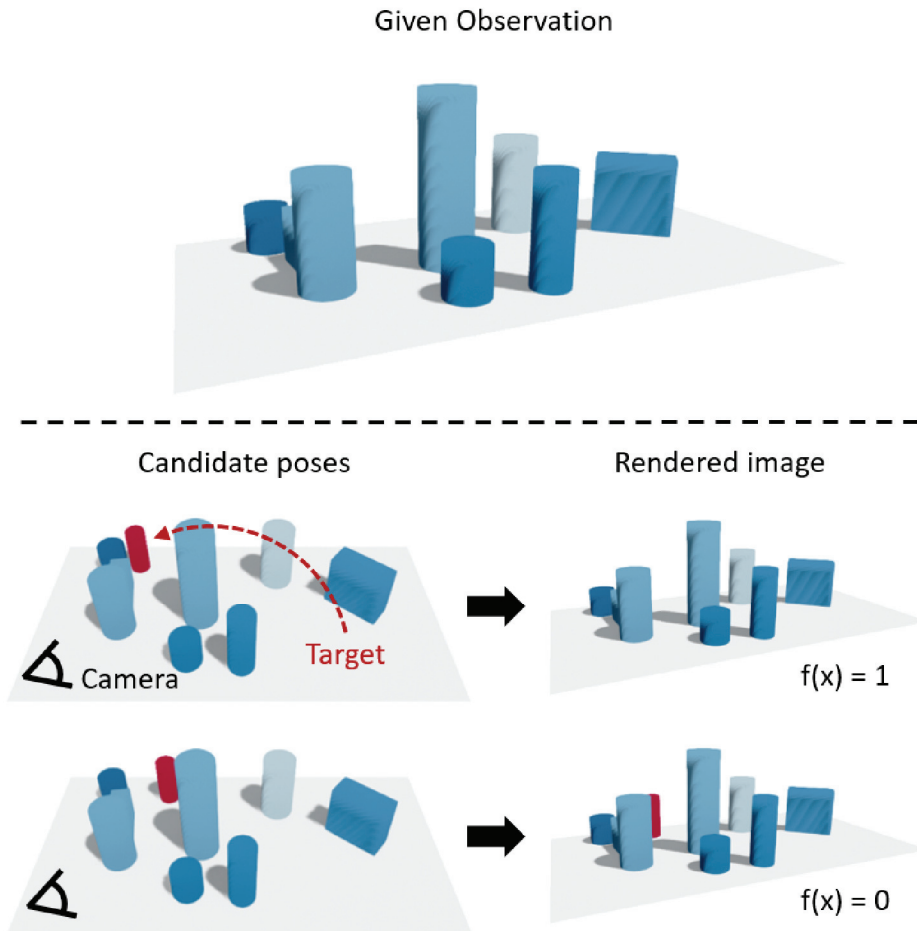 Given Observation
Candidate poses
Rendered image
Target
Camera
f(x) = 1
f(x) = 0